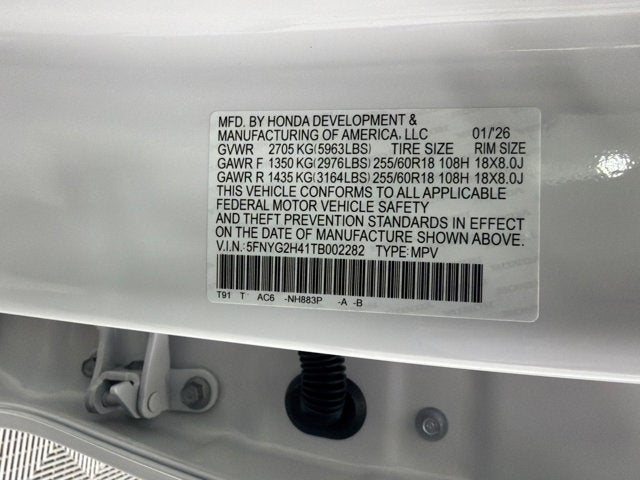 MFD. BY HONDA DEVELOPMENT &
MANUFACTURING OF AMERICA, LLC 01/'26
GVWR 2705 KG(5963LBS) TIRE SIZE RIM SIZE
GAWR F 1350 KG(2976LBS) 255/60R18 108H 18X8.0J
GAWR R 1435 KG(3164LBS) 255/60R18 108H 18X8.0J
THIS VEHICLE CONFORMS TO ALL APPLICABLE
FEDERAL MOTOR VEHICLE SAFETY
AND THEFT PREVENTION STANDARDS IN EFFECT
ON THE DATE OF MANUFACTURE SHOWN ABOVE.
V.I.N.: 5FNYG2H41TB002282 TYPE: MPV
T91 T AC6 -NH883P -A -B